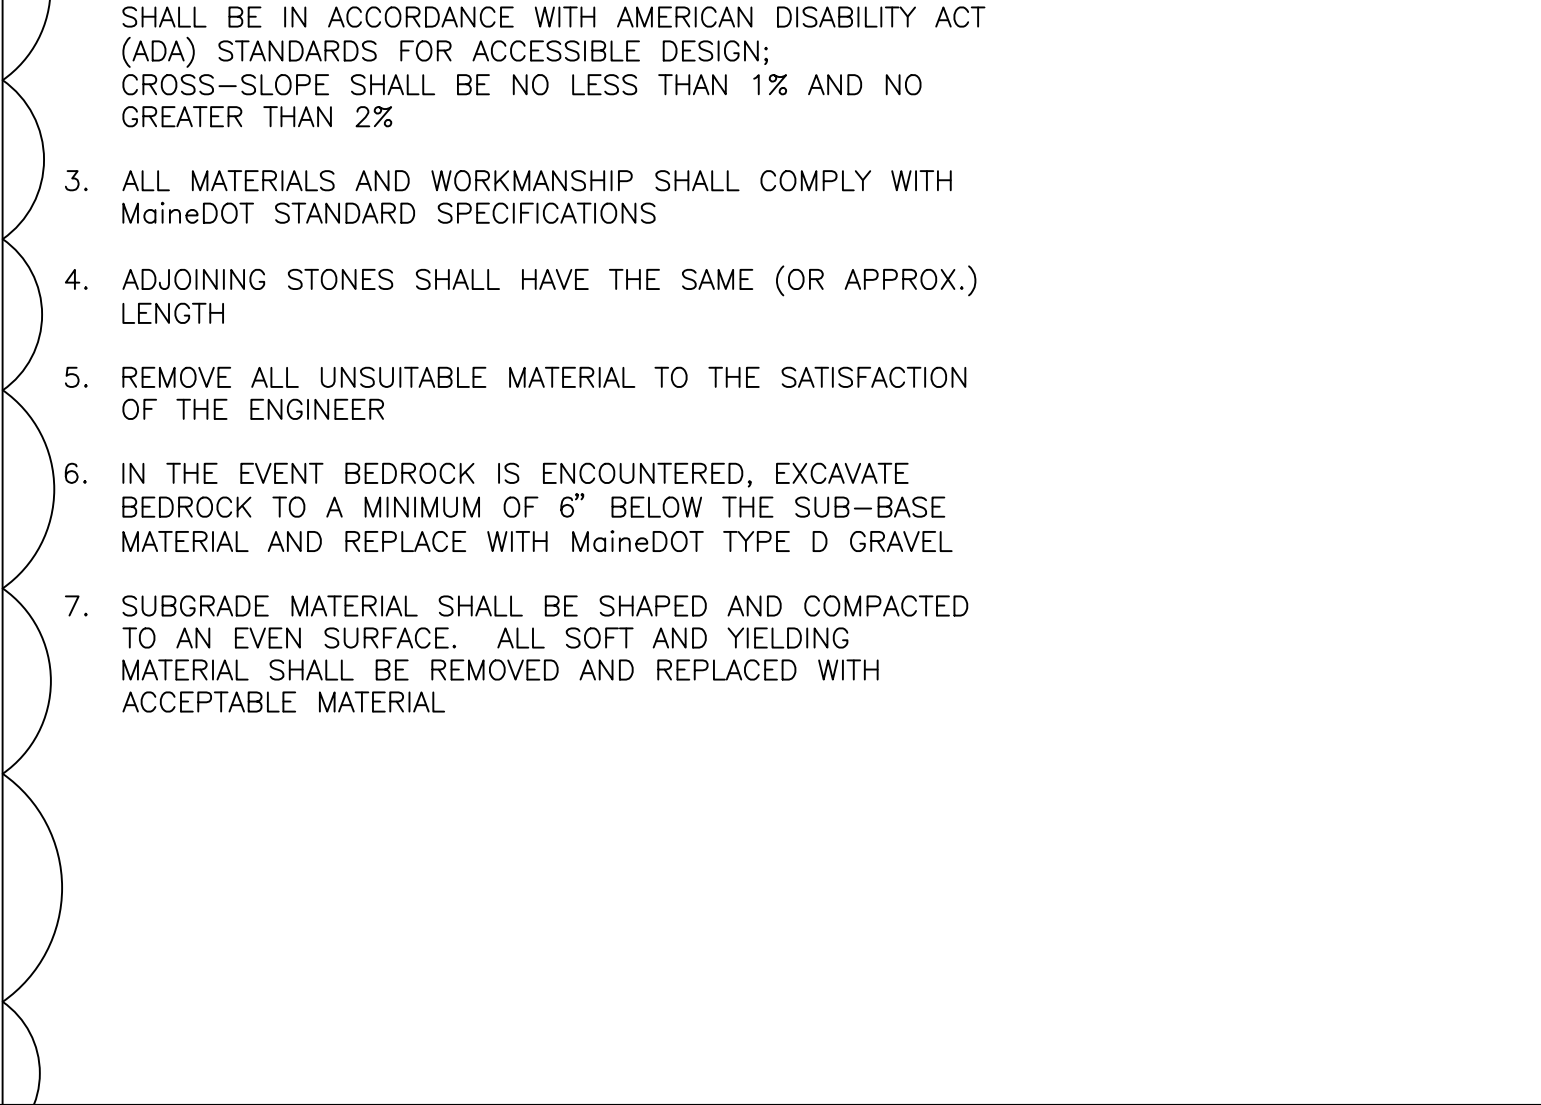 SHALL BE IN ACCORDANCE WITH AMERICAN DISABILITY ACT
(ADA) STANDARDS FOR ACCESSIBLE DESIGN;
CROSS-SLOPE SHALL BE NO LESS THAN 1% AND NO
GREATER THAN 2%
3. ALL MATERIALS AND WORKMANSHIP SHALL COMPLY WITH
MaineDOT STANDARD SPECIFICATIONS
4. ADJOINING STONES SHALL HAVE THE SAME (OR APPROX.)
LENGTH
5. REMOVE ALL UNSUITABLE MATERIAL TO THE SATISFACTION
OF THE ENGINEER
6. IN THE EVENT BEDROCK IS ENCOUNTERED, EXCAVATE
BEDROCK TO A MINIMUM OF 6” BELOW THE SUB-BASE
MATERIAL AND REPLACE WITH MaineDOT TYPE D GRAVEL
7. SUBGRADE MATERIAL SHALL BE SHAPED AND COMPACTED
TO AN EVEN SURFACE. ALL SOFT AND YIELDING
MATERIAL SHALL BE REMOVED AND REPLACED WITH
ACCEPTABLE MATERIAL